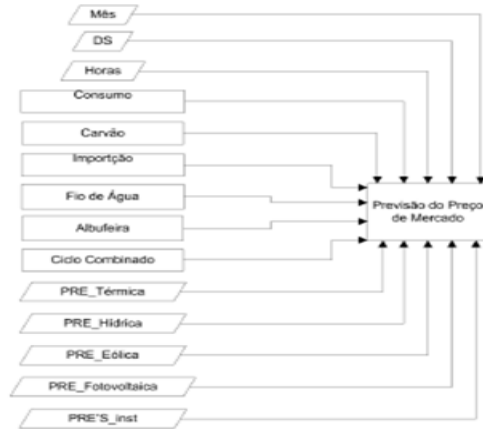 Mês
DS
Horas
Consumo
Carvão
Importção
Fio de Água
Albufeira
Ciclo Combinado
PRE_Térmica
PRE_Hídrica
PRE_Eólica
PRE_Fotovoltaica
PRE'S_inst
Previsão do Preço
de Mercado